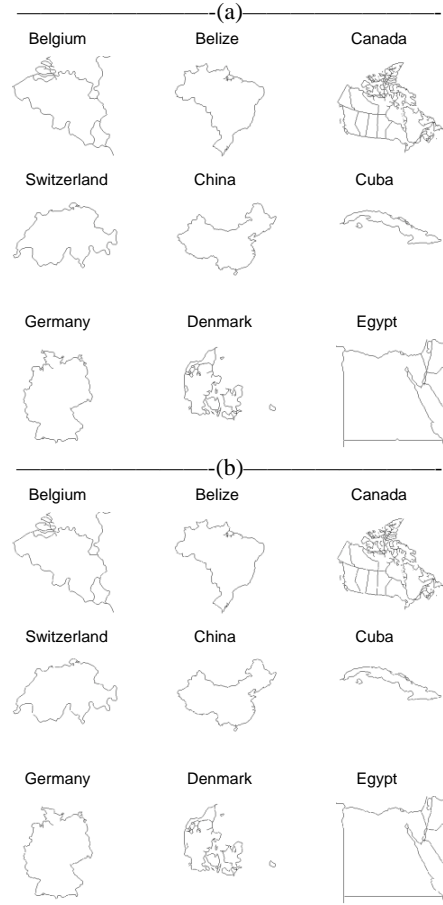 (a)
Belgium Belize Canada
Switzerland China Cuba
Germany Denmark Egypt
(b)
Belgium Belize Canada
Switzerland China Cuba
Germany Denmark Egypt